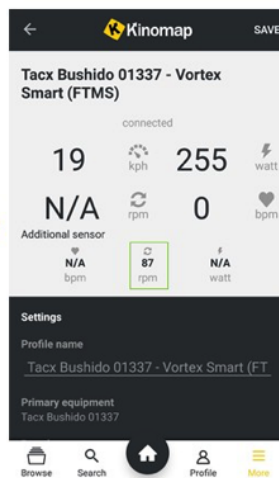 Kinomap
SAVE
Tacx Bushido 01337 - Vortex
Smart (FTMS)
connected
19 kph 255 watt
N/A rpm 0 bpm
Additional sensor
N/A 87 N/A
bpm rpm watt
Settings
Profile name
Tacx Bushido 01337 - Vortex Smart (FT
Primary equipment
Tacx Bushido 01337
Browse Search Profile More